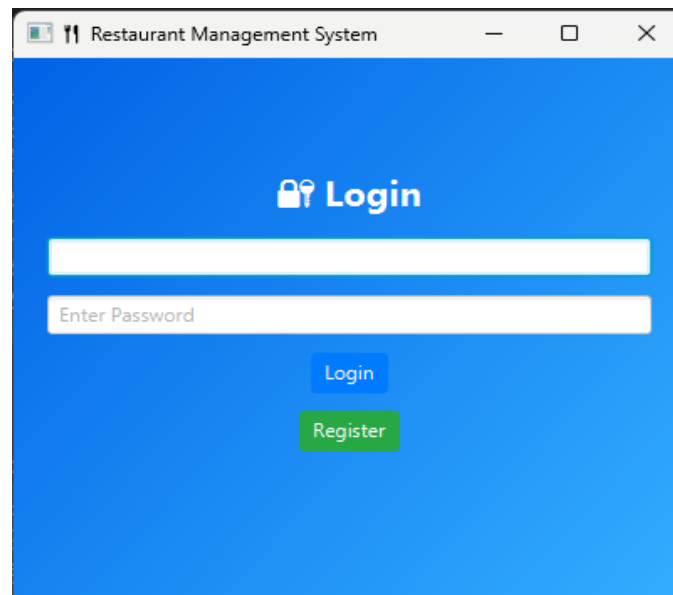 Restaurant Management System
Login
Enter Password
Login
Register